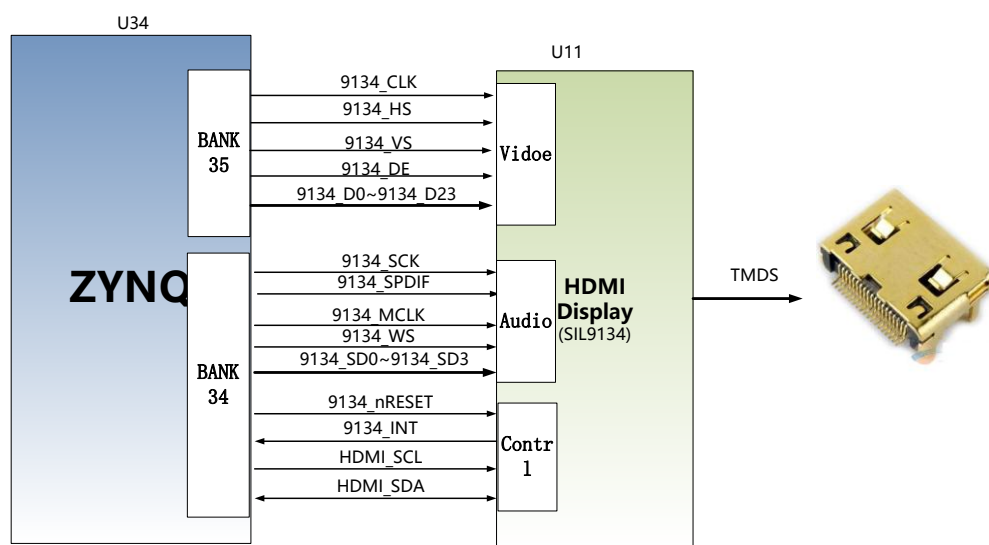 U34
U11
9134_CLK
9134_HS
9134_VS
9134_DE
9134_D0~9134_D23
BANK
35
Vidoe
ZYNQ
9134_SCK
9134_SPDIF
9134_MCLK
9134_WS
9134_SD0~9134_SD3
BANK
34
Audio
HDMI
Display
(SIL9134)
TMDS
9134_nRESET
9134_INT
HDMI_SCL
HDMI_SDA
Contr
l